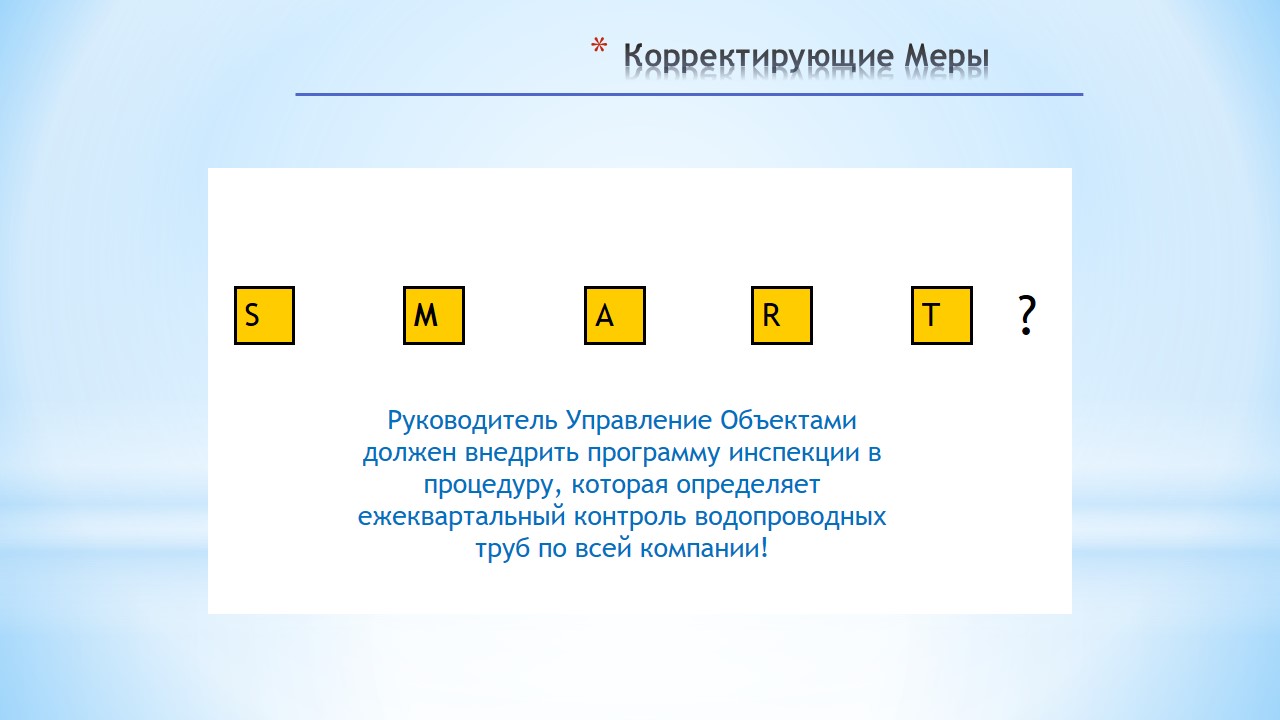 * Корректирующие Меры
S M A R T ?
Руководитель Управление Объектами
должен внедрить программу инспекции в
процедуру, которая определяет
ежеквартальный контроль водопроводных
труб по всей компании!